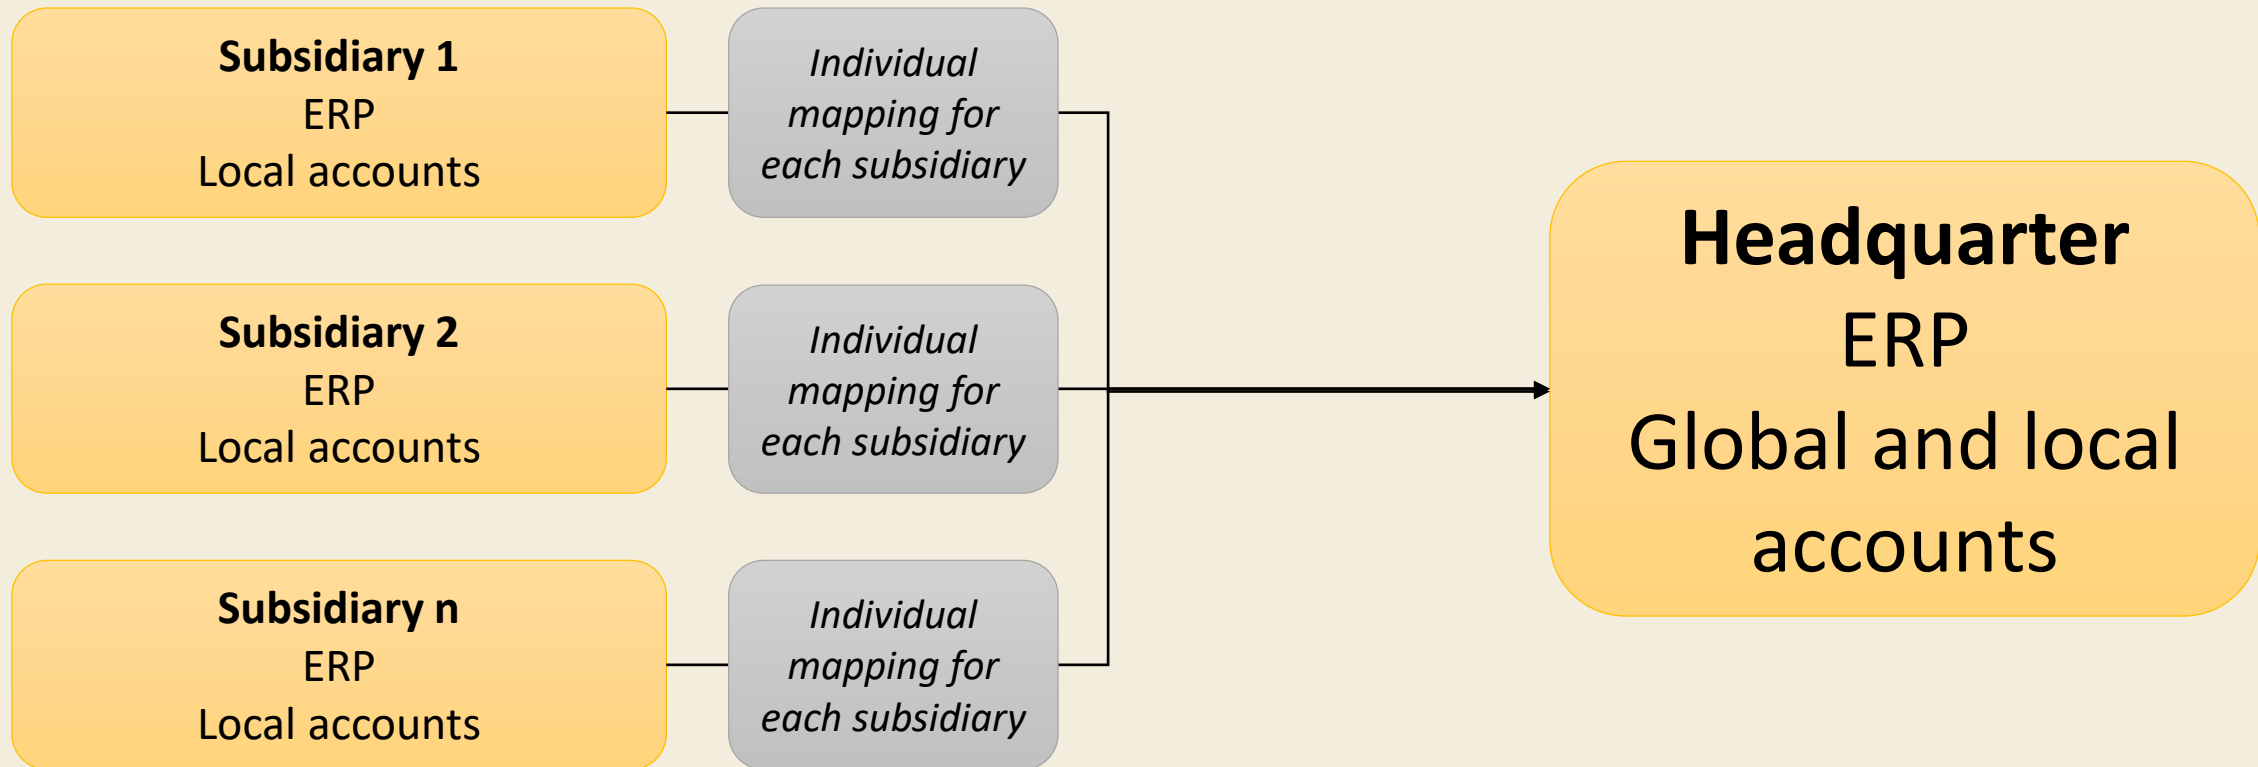 Subsidiary 1
ERP
Local accounts
Individual
mapping for
each subsidiary
Subsidiary 2
ERP
Local accounts
Individual
mapping for
each subsidiary
Subsidiary n
ERP
Local accounts
Individual
mapping for
each subsidiary
Headquarter
ERP
Global and local
accounts